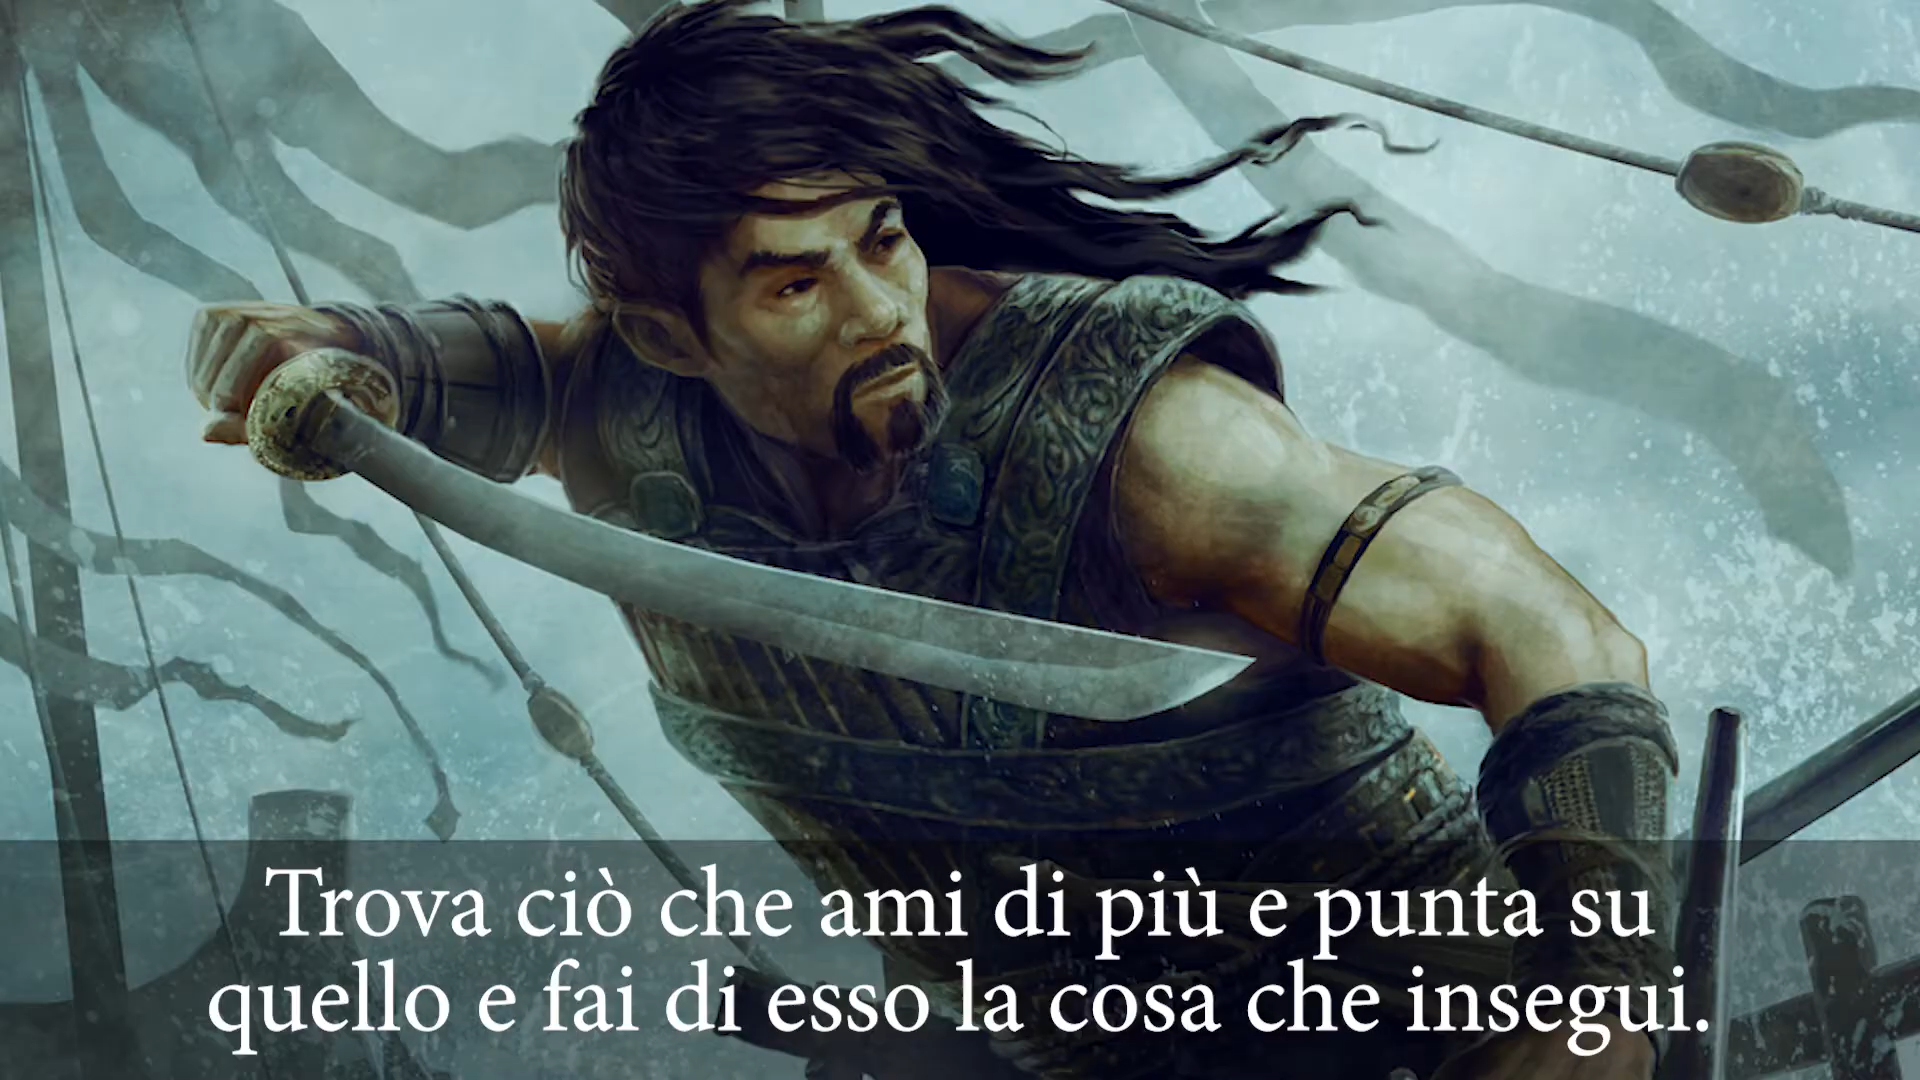 Trova ciò che ami di più e punta su
quello e fai di esso la cosa che insegui.